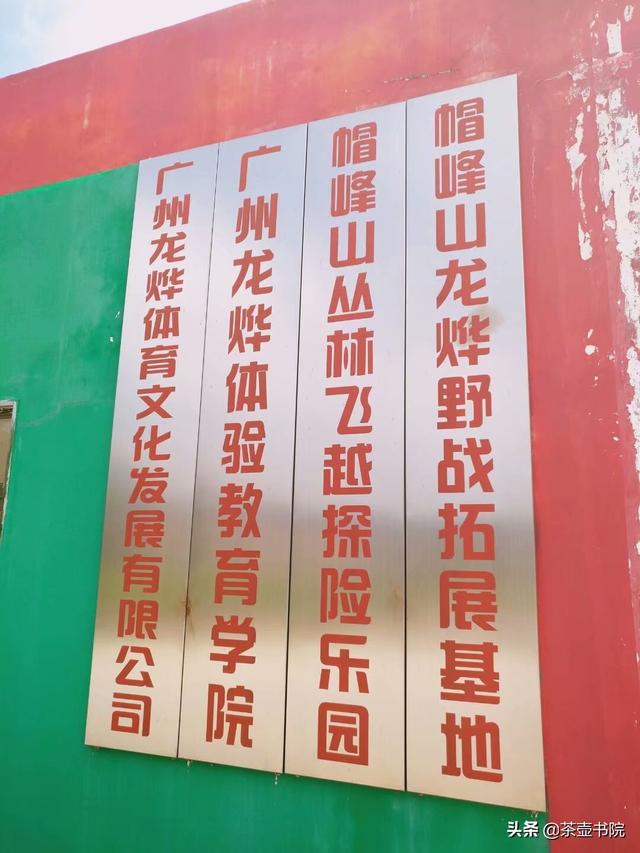 广州龙烨体育文化发展有限公司
广州龙烨体验教育学院
帽峰山丛林飞越探险乐园
帽峰山龙烨野战拓展基地
头条 @茶壶书院